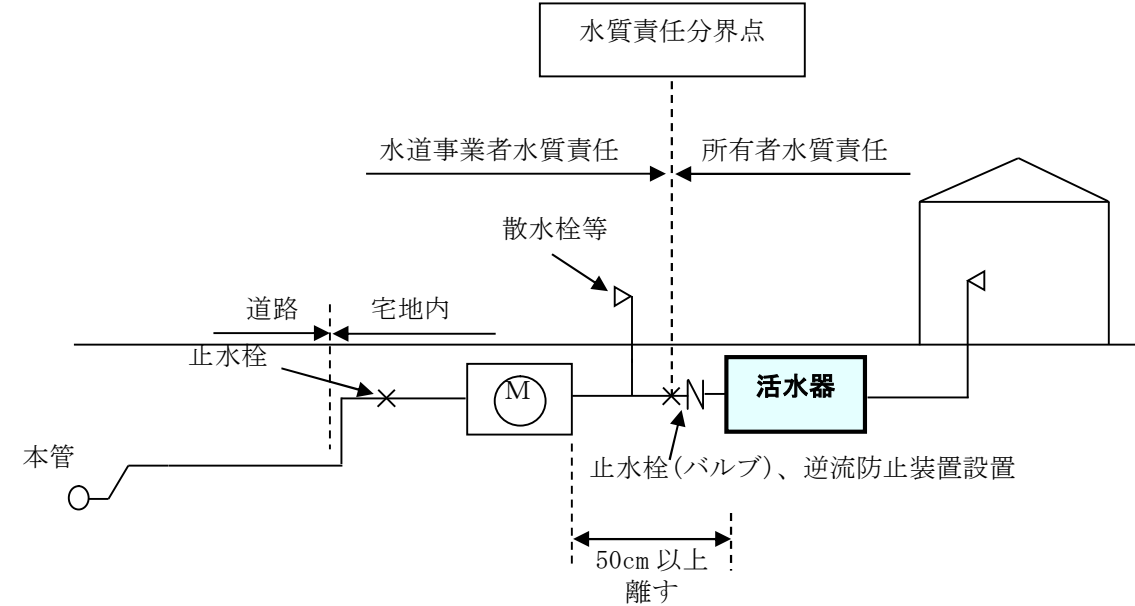 水質責任分界点
水道事業者水質責任
所有者水質責任
散水栓等
道路
宅地内
止水栓
M
活水器
本管
止水栓(バルブ)、逆流防止装置設置
50cm 以上
離す